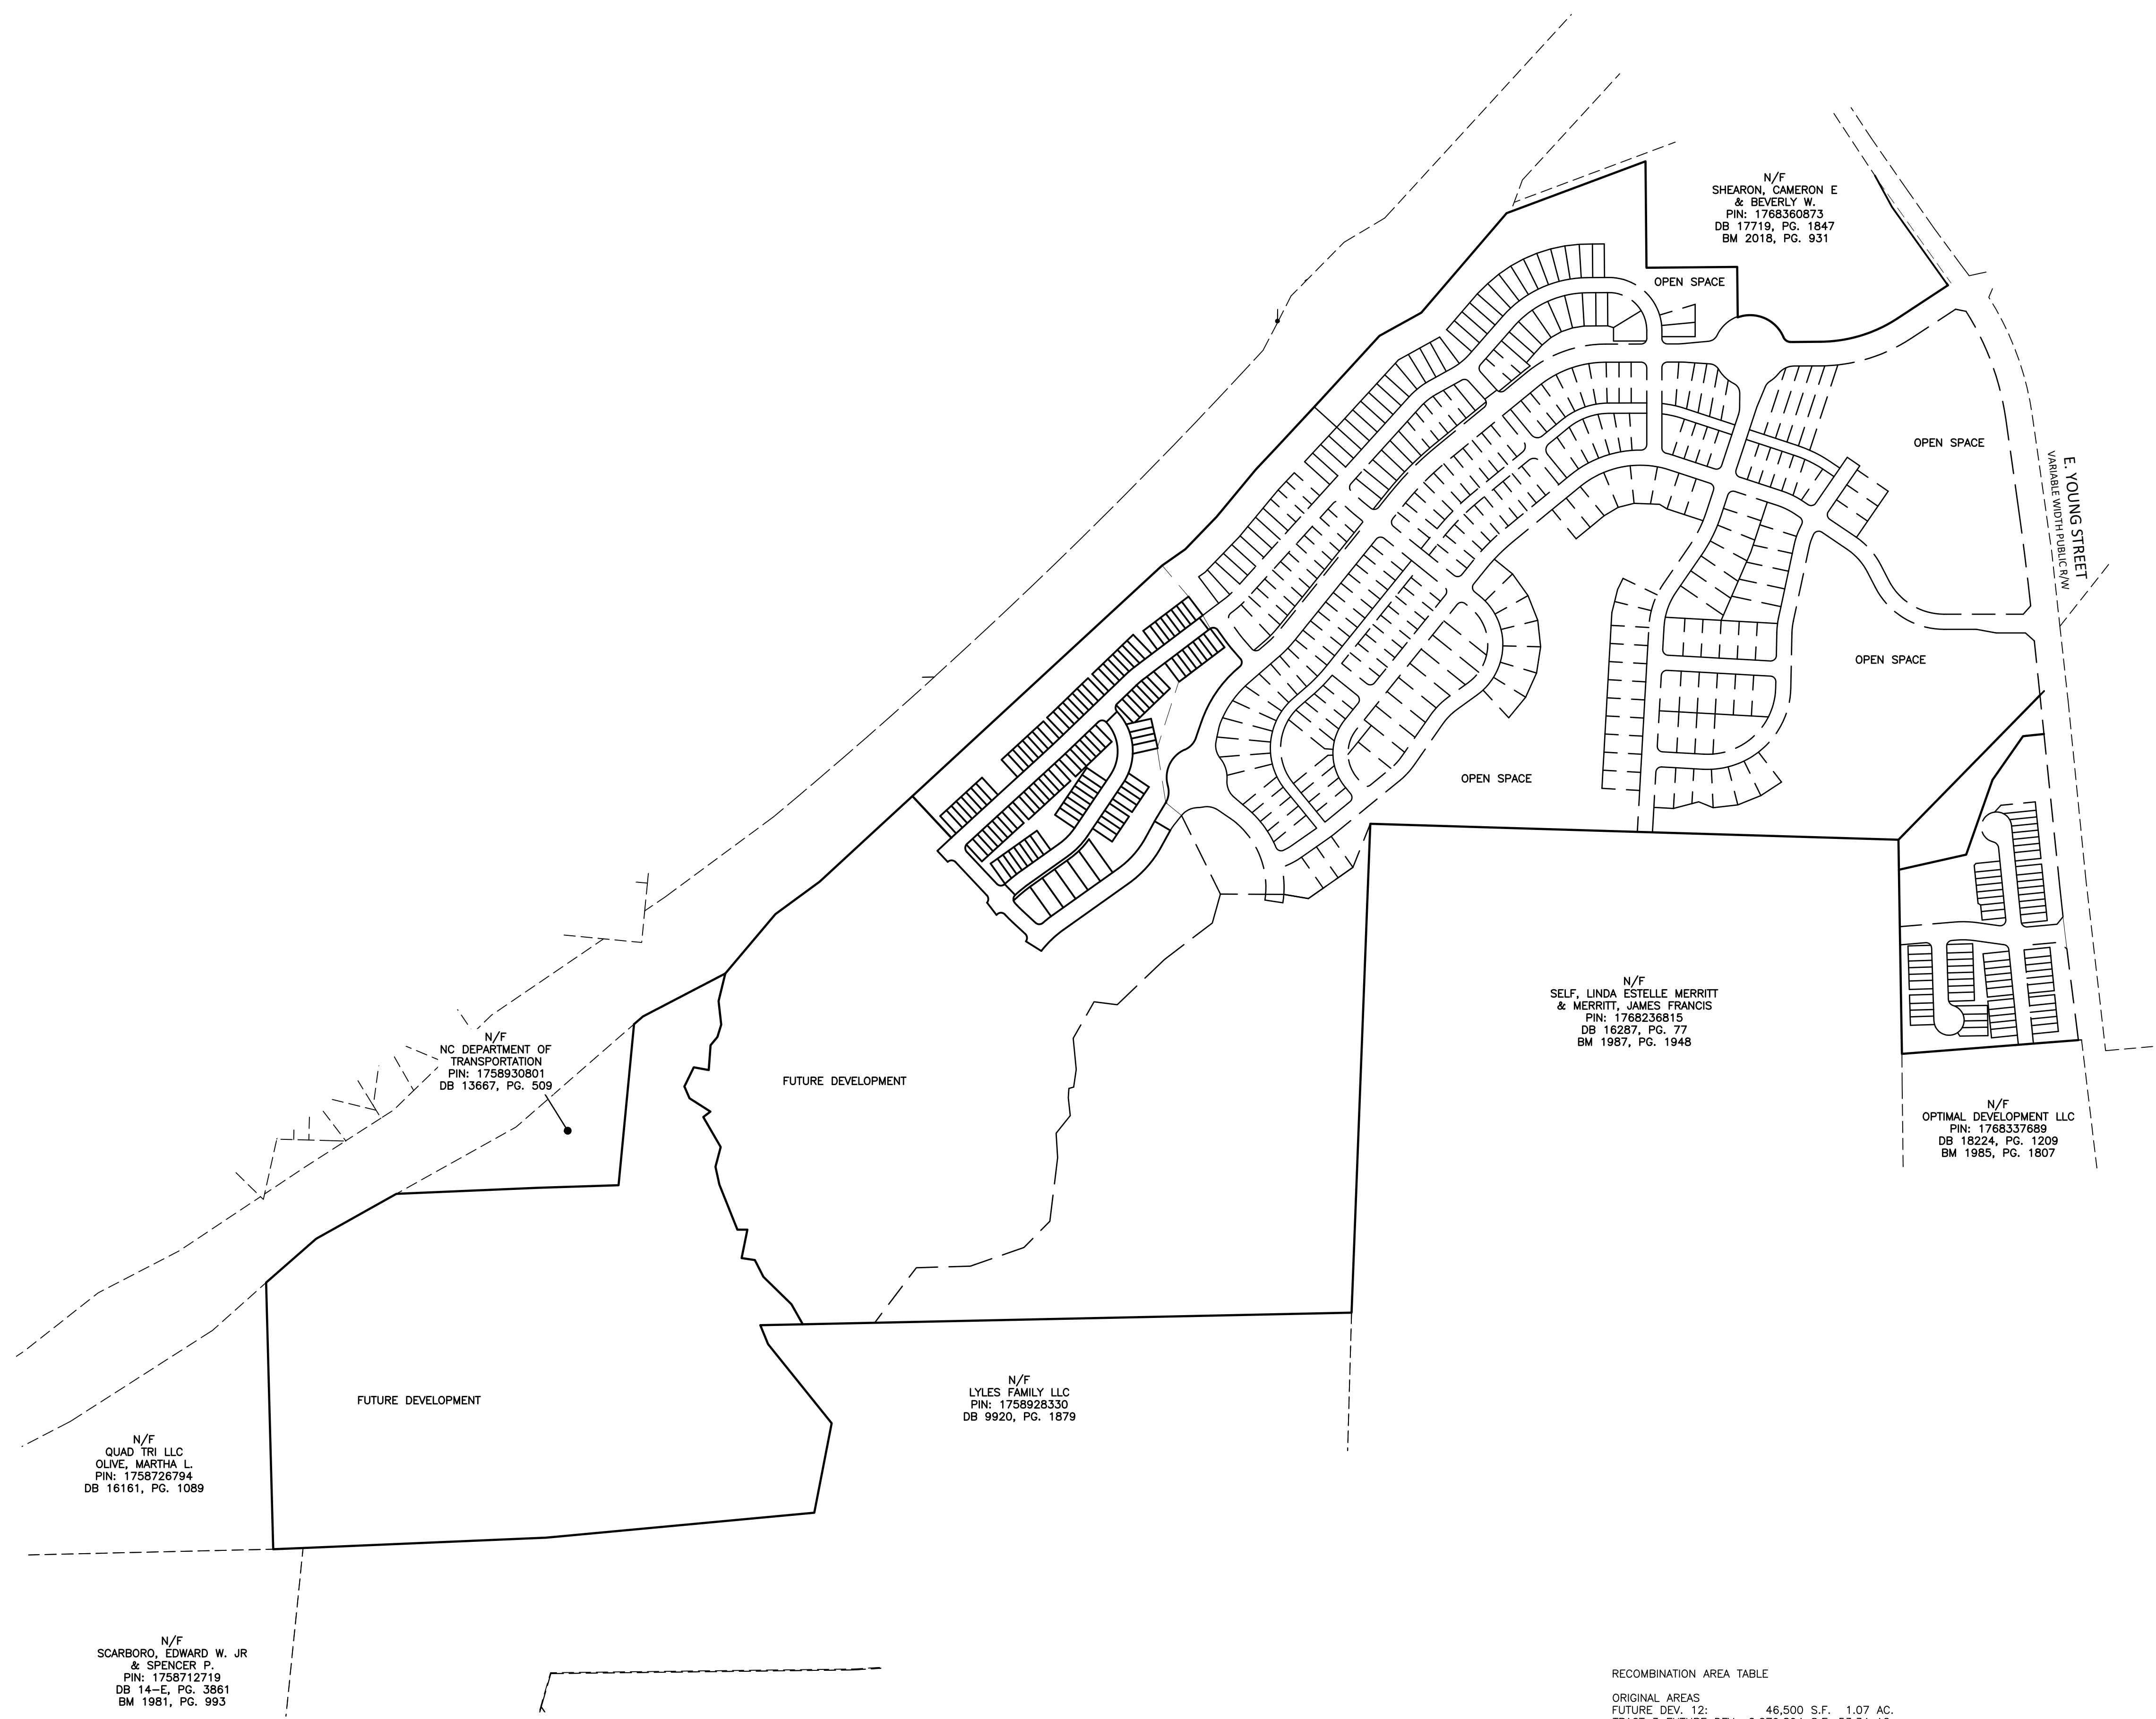 N/F
SHEARON, CAMERON E
& BEVERLY W.
PIN: 1768360873
DB 17719, PG. 1847
BM 2018, PG. 931
OPEN SPACE
OPEN SPACE
E. YOUNG STREET
VARIABLE WIDTH PUBLIC R/W
OPEN SPACE
OPEN SPACE
N/F
SELF, LINDA ESTELLE MERRITT
& MERRITT, JAMES FRANCIS
PIN: 1768236815
DB 16287, PG. 77
BM 1987, PG. 1948
N/F
NC DEPARTMENT OF
TRANSPORTATION
PIN: 1758930801
DB 13667, PG. 509
FUTURE DEVELOPMENT
N/F
OPTIMAL DEVELOPMENT LLC
PIN: 1768337689
DB 18224, PG. 1209
BM 1985, PG. 1807
N/F
LYLES FAMILY LLC
PIN: 1758928330
DB 9920, PG. 1879
FUTURE DEVELOPMENT
N/F
QUAD TRI LLC
OLIVE, MARTHA L.
PIN: 1758726794
DB 16161, PG. 1089
N/F
SCARBORO, EDWARD W. JR
& SPENCER P.
PIN: 1758712719
DB 14-E, PG. 3861
BM 1981, PG. 993
RECOMBINATION AREA TABLE
ORIGINAL AREAS
FUTURE DEV. 12: 46,500 S.F. 1.07 AC.